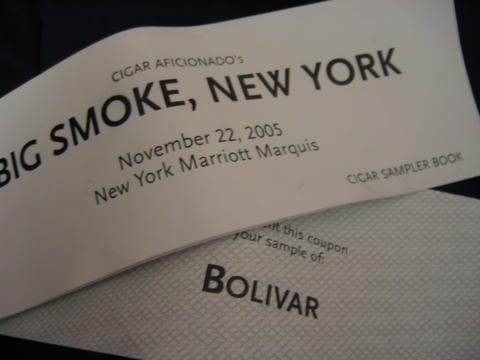 CIGAR AFICIONADO's
BIG SMOKE, NEW YORK
November 22, 2005
New York Marriott Marquis
CIGAR SAMPLER BOOK
this coupon
your sample of:
BOLIVAR